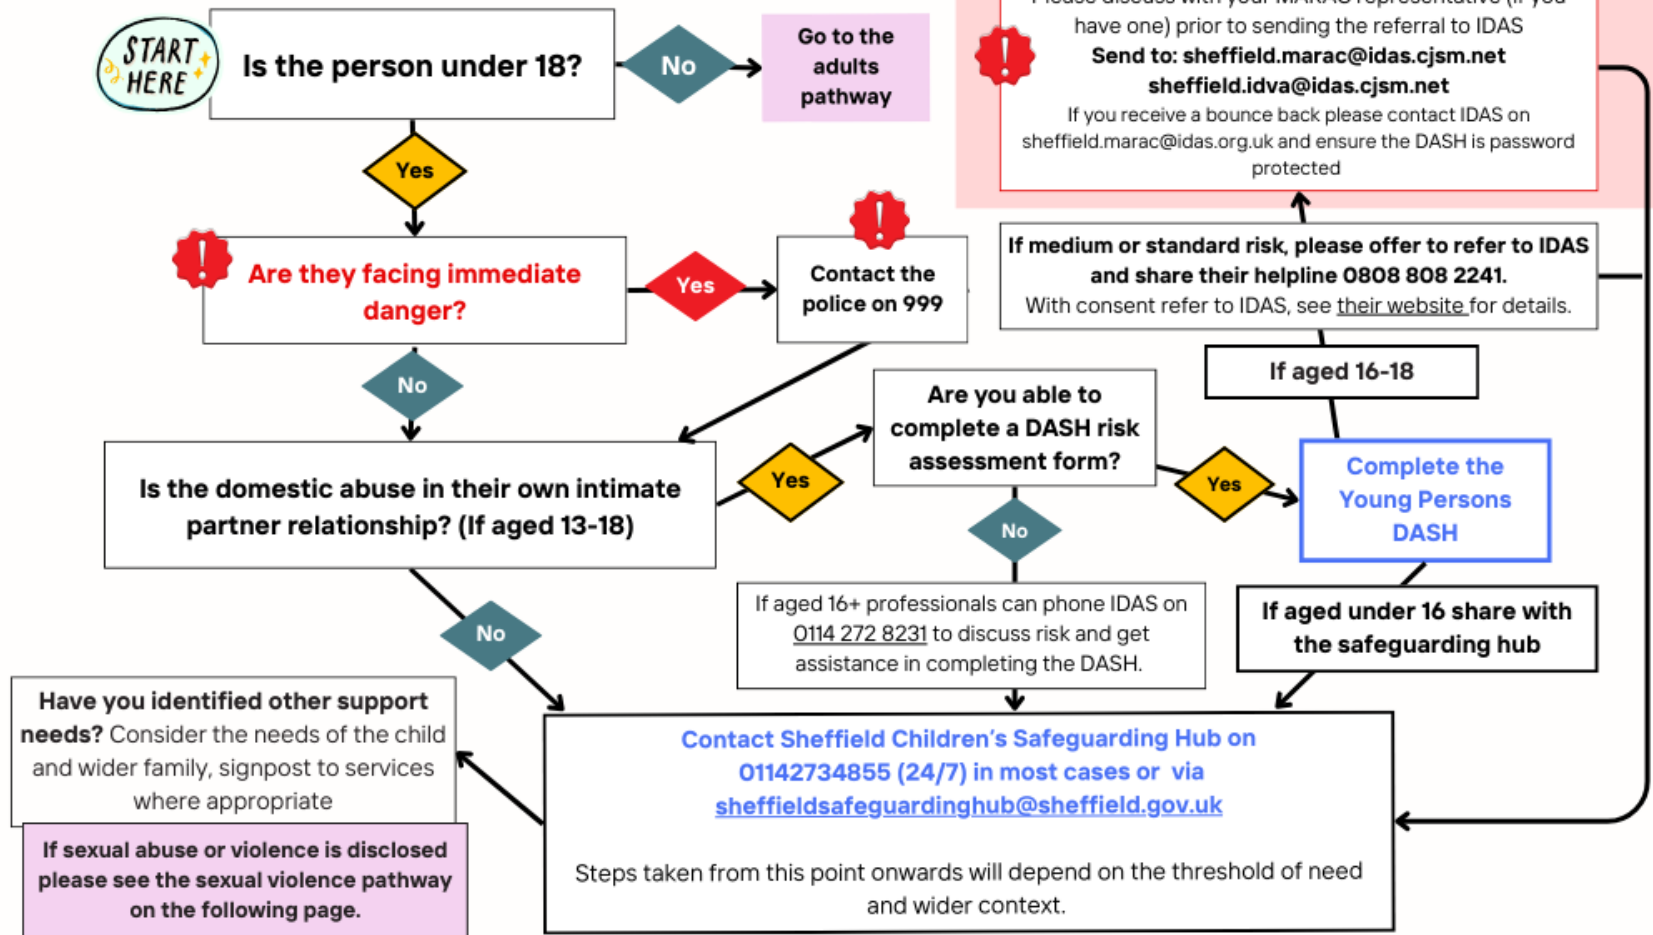 START
HERE
Is the person under 18?
No
Go to the
adults
pathway
Please discuss with your MARAC representative (if you
have one) prior to sending the referral to IDAS
Send to: sheffield.marac@idas.cjsm.net
sheffield.idva@idas.cjsm.net
If you receive a bounce back please contact IDAS on
sheffield.marac@idas.org.uk and ensure the DASH is password
protected
Yes
Are they facing immediate
danger?
Yes
Contact the
police on 999
If medium or standard risk, please offer to refer to IDAS
and share their helpline 0808 808 2241.
With consent refer to IDAS, see their website for details.
No
If aged 16-18
Are you able to
complete a DASH risk
assessment form?
Is the domestic abuse in their own intimate
partner relationship? (If aged 13-18)
Yes
Yes
Complete the
Young Persons
DASH
No
If aged 16+ professionals can phone IDAS on
0114 272 8231 to discuss risk and get
assistance in completing the DASH.
If aged under 16 share with
the safeguarding hub
No
Have you identified other support
needs? Consider the needs of the child
and wider family, signpost to services
where appropriate
Contact Sheffield Children's Safeguarding Hub on
01142734855 (24/7) in most cases or via
sheffieldsafeguardinghub@sheffield.gov.uk
Steps taken from this point onwards will depend on the threshold of need
and wider context.
If sexual abuse or violence is disclosed
please see the sexual violence pathway
on the following page.